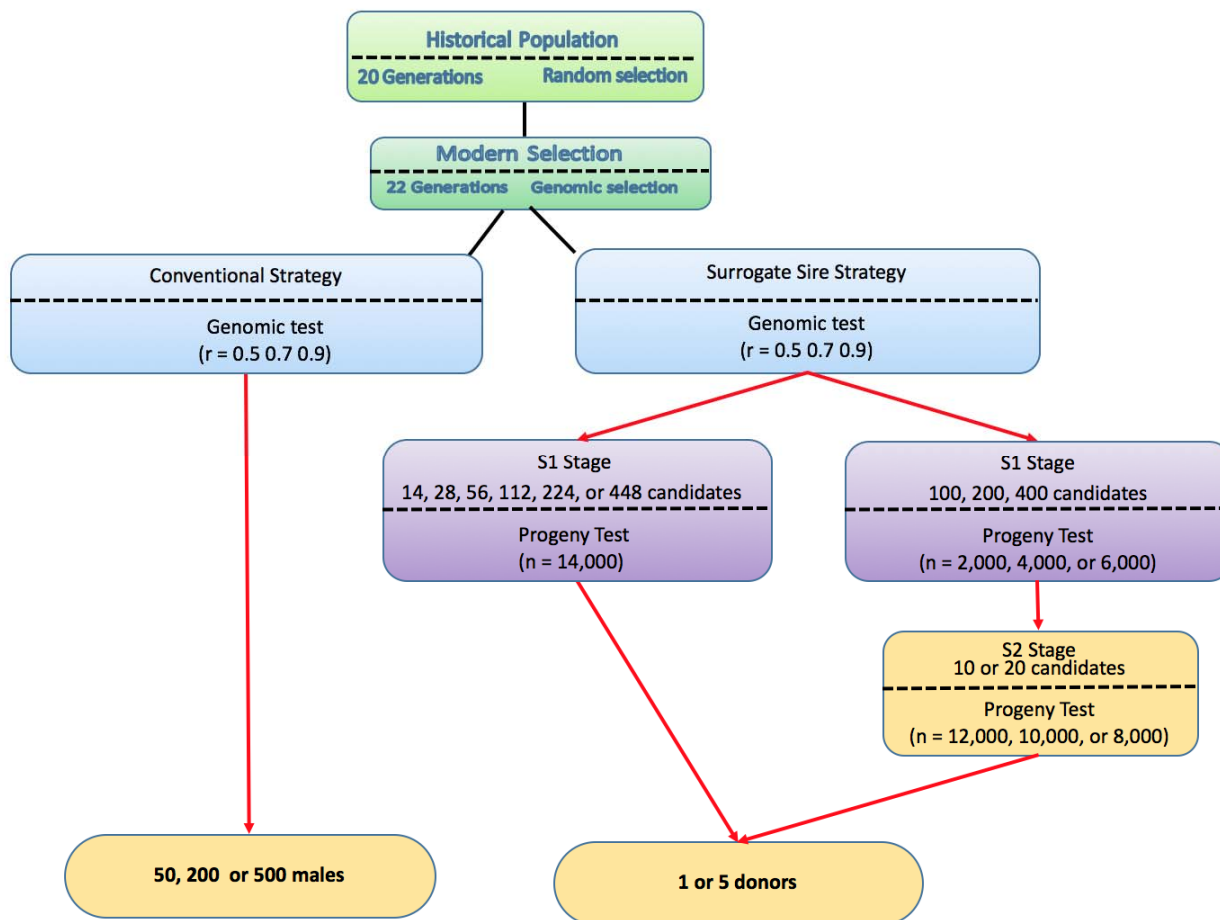 Historical Population
20 Generations Random selection
Modern Selection
22 Generations Genomic selection
Conventional Strategy
Genomic test
(r = 0.5 0.7 0.9)
Surrogate Sire Strategy
Genomic test
(r = 0.5 0.7 0.9)
S1 Stage
14, 28, 56, 112, 224, or 448 candidates
Progeny Test
(n = 14,000)
S1 Stage
100, 200, 400 candidates
Progeny Test
(n = 2,000, 4,000, or 6,000)
S2 Stage
10 or 20 candidates
Progeny Test
(n = 12,000, 10,000, or 8,000)
50, 200 or 500 males
1 or 5 donors